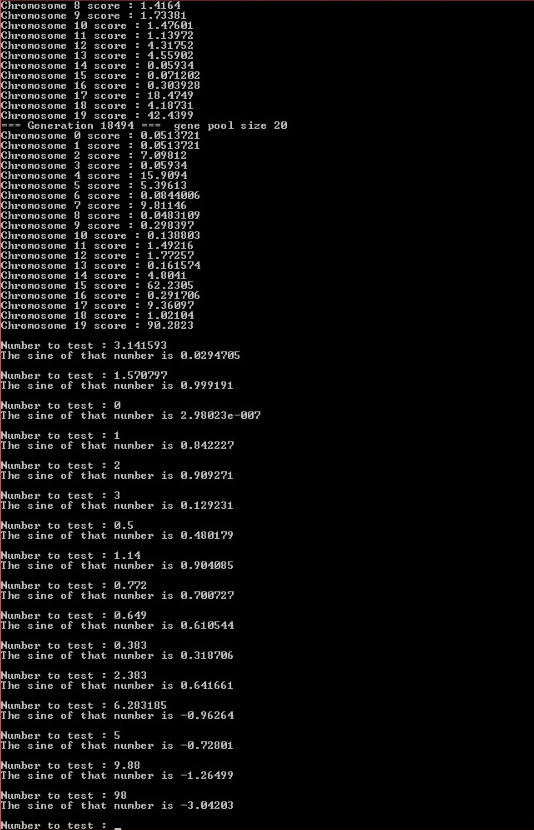 Chromosome 8 score : 1.4164
Chromosome 9 score : 1.73381
Chromosome 10 score : 1.47601
Chromosome 11 score : 1.13972
Chromosome 12 score : 4.31752
Chromosome 13 score : 4.55902
Chromosome 14 score : 0.05934
Chromosome 15 score : 0.071202
Chromosome 16 score : 0.303928
Chromosome 17 score : 18.4749
Chromosome 18 score : 4.18731
Chromosome 19 score : 42.4399
=== Generation 18494 ===  gene pool size 20
Chromosome 0 score : 0.0513721
Chromosome 1 score : 0.0513721
Chromosome 2 score : 7.09812
Chromosome 3 score : 0.05934
Chromosome 4 score : 15.9094
Chromosome 5 score : 5.39613
Chromosome 6 score : 0.0844006
Chromosome 7 score : 9.81146
Chromosome 8 score : 0.0483109
Chromosome 9 score : 0.298397
Chromosome 10 score : 0.138803
Chromosome 11 score : 1.49216
Chromosome 12 score : 1.77257
Chromosome 13 score : 0.161574
Chromosome 14 score : 4.8041
Chromosome 15 score : 62.2305
Chromosome 16 score : 0.291706
Chromosome 17 score : 9.36097
Chromosome 18 score : 1.02104
Chromosome 19 score : 90.2823
Number to test : 3.141593
The sine of that number is 0.0294705
Number to test : 1.570797
The sine of that number is 0.999191
Number to test : 0
The sine of that number is 2.98023e-007
Number to test : 1
The sine of that number is 0.842227
Number to test : 2
The sine of that number is 0.909271
Number to test : 3
The sine of that number is 0.129231
Number to test : 0.5
The sine of that number is 0.480179
Number to test : 1.14
The sine of that number is 0.904085
Number to test : 0.772
The sine of that number is 0.700727
Number to test : 0.649
The sine of that number is 0.610544
Number to test : 0.383
The sine of that number is 0.318706
Number to test : 2.383
The sine of that number is 0.641661
Number to test : 6.283185
The sine of that number is -0.96264
Number to test : 5
The sine of that number is -0.72801
Number to test : 9.88
The sine of that number is -1.26499
Number to test : 98
The sine of that number is -3.04203
Number to test : _